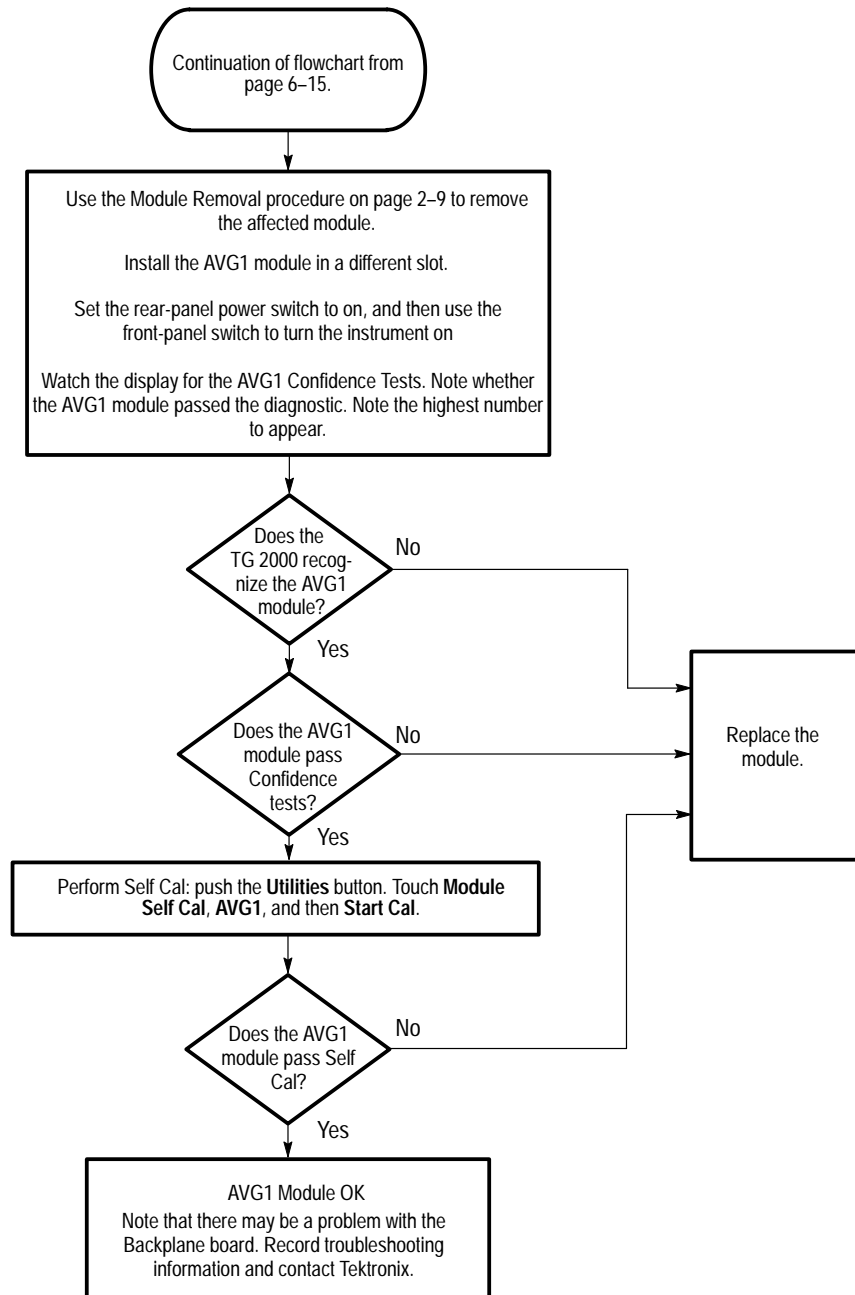 Continuation of flowchart from
page 6–15.
Use the Module Removal procedure on page 2–9 to remove
the affected module.
Install the AVG1 module in a different slot.
Set the rear-panel power switch to on, and then use the
front-panel switch to turn the instrument on
Watch the display for the AVG1 Confidence Tests. Note whether
the AVG1 module passed the diagnostic. Note the highest number
to appear.
Does the
TG 2000 recog-
nize the AVG1
module?
No
Yes
Does the AVG1
module pass
Confidence
tests?
No
Yes
Replace the
module.
Perform Self Cal: push the Utilities button. Touch Module
Self Cal, AVG1, and then Start Cal.
Does the AVG1
module pass Self
Cal?
No
Yes
AVG1 Module OK
Note that there may be a problem with the
Backplane board. Record troubleshooting
information and contact Tektronix.